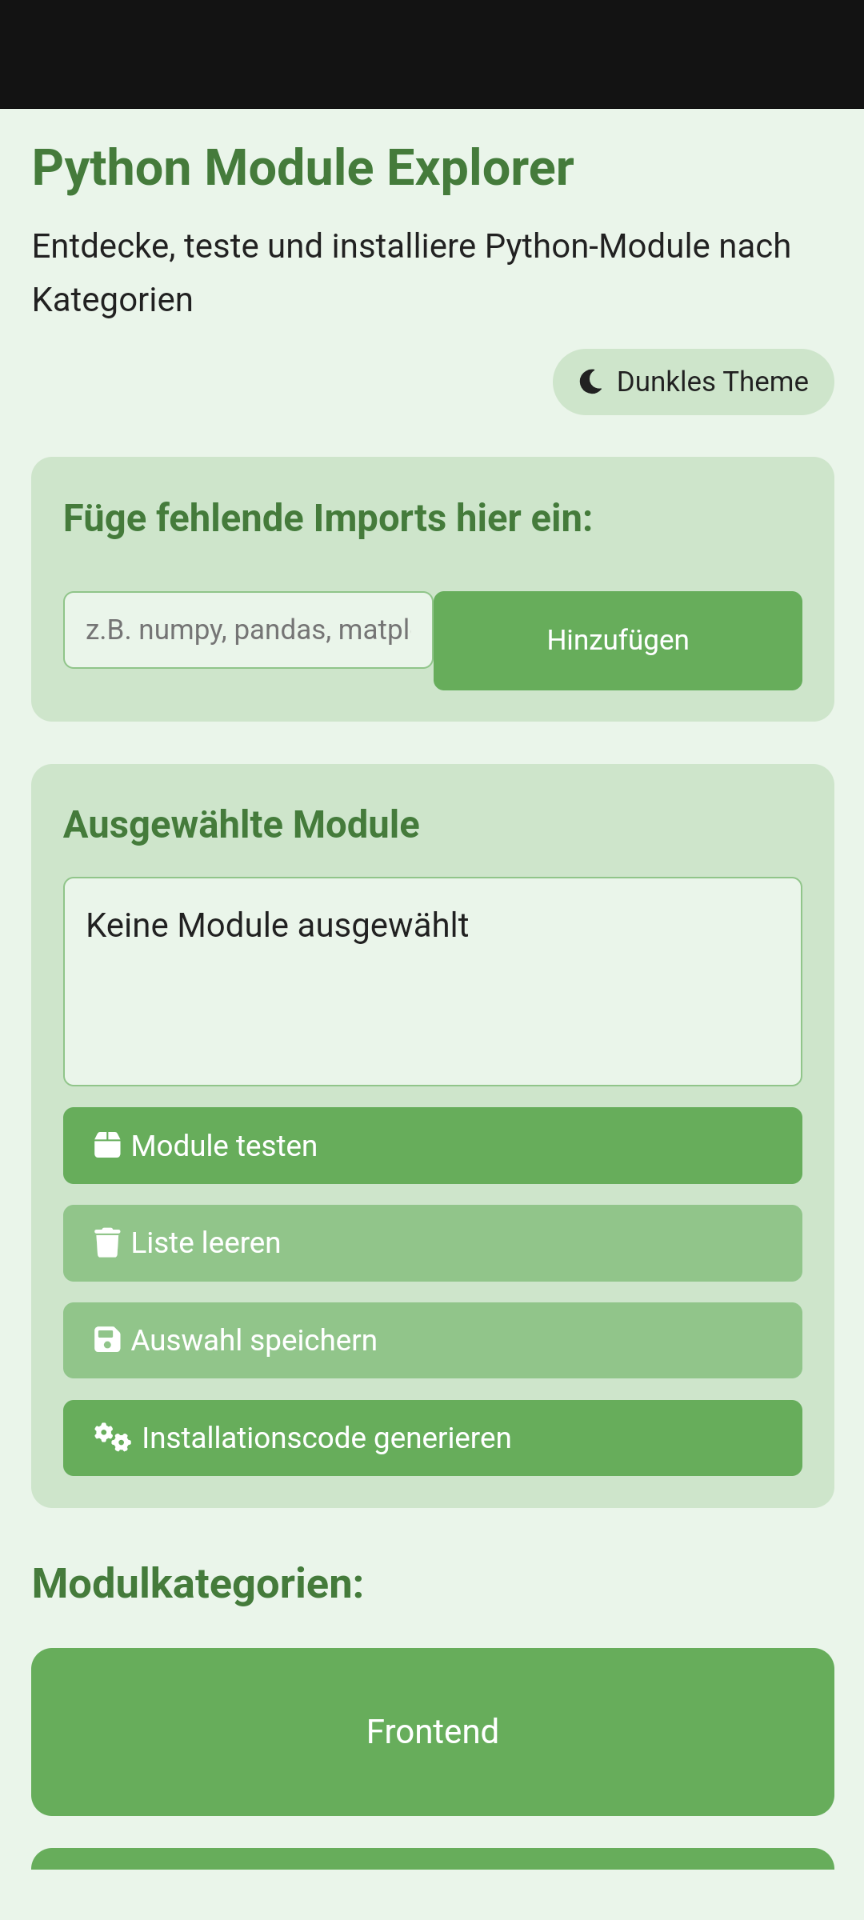 Python Module Explorer
Entdecke, teste und installiere Python-Module nach
Kategorien
Dunkles Theme
Füge fehlende Imports hier ein:
z.B. numpy, pandas, matpl
Hinzufügen
Ausgewählte Module
Keine Module ausgewählt
Module testen
Liste leeren
Auswahl speichern
Installationscode generieren
Modulkategorien:
Frontend